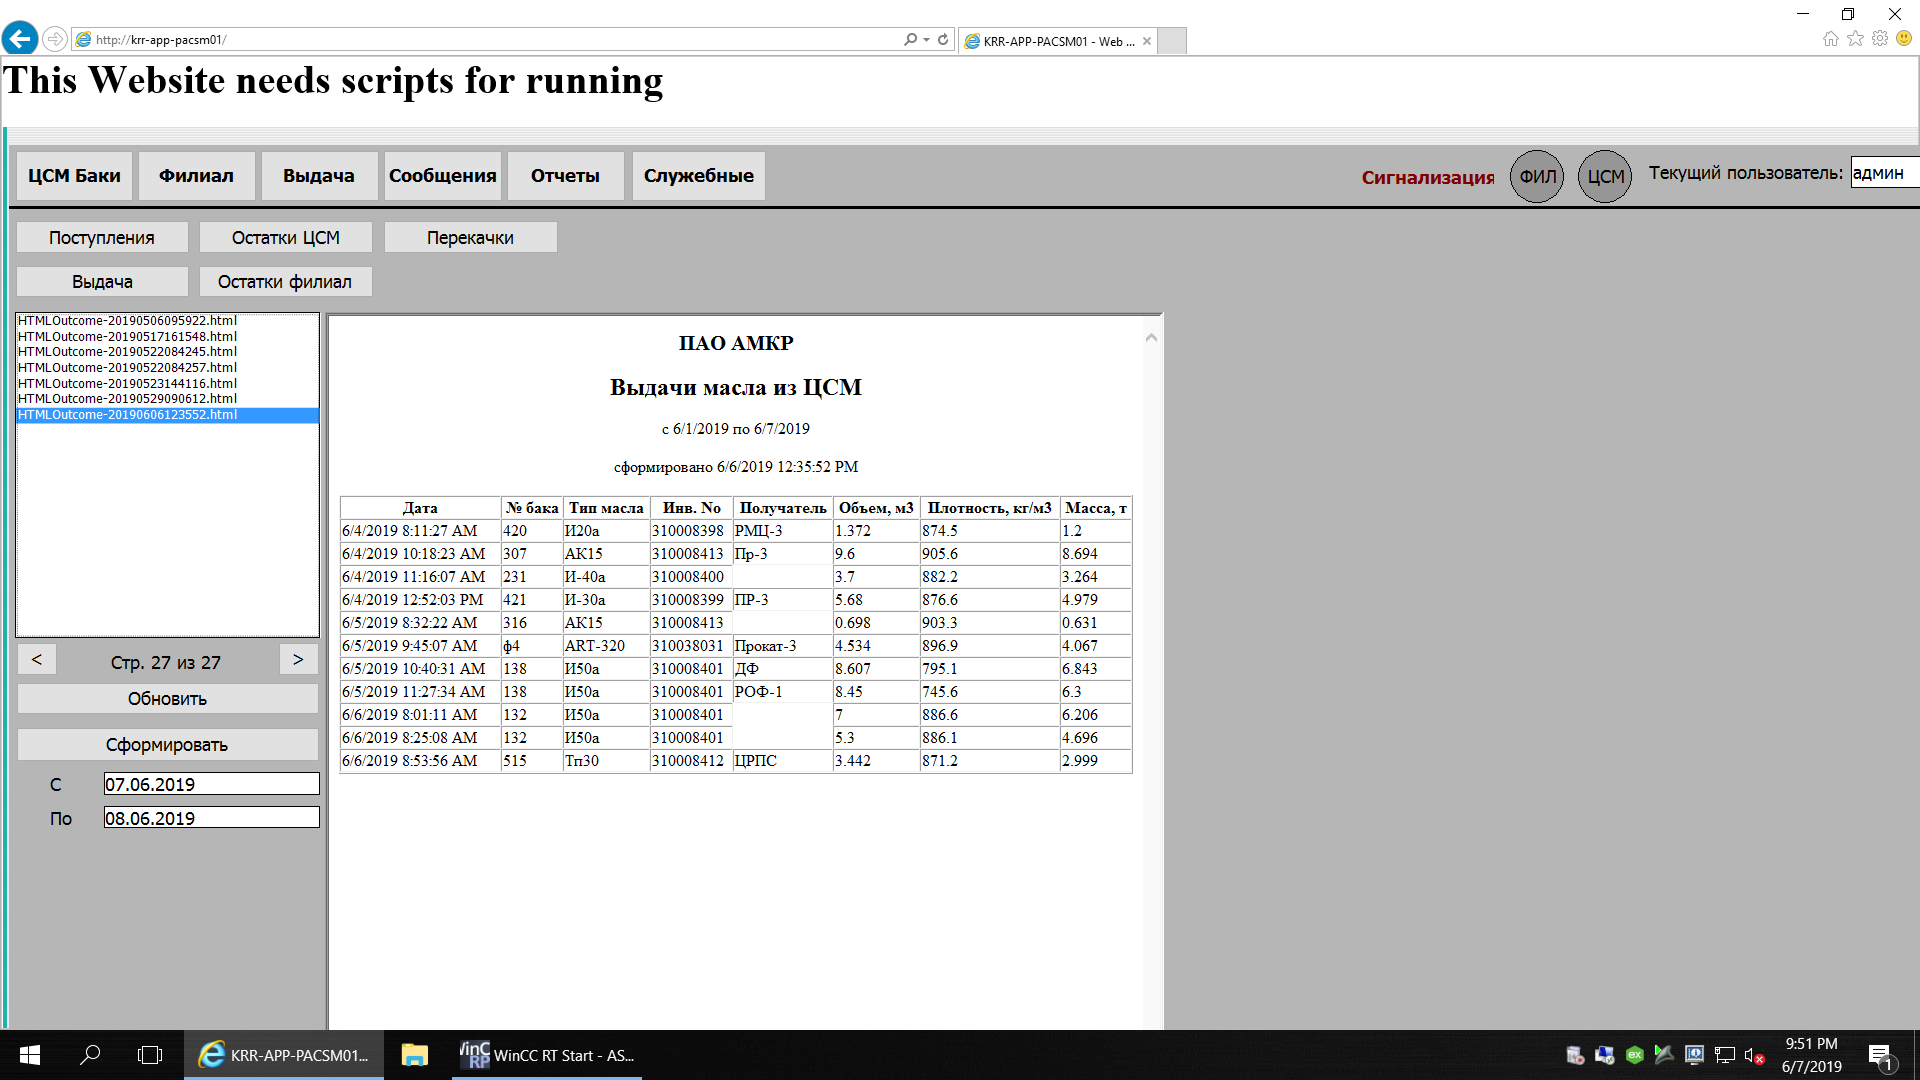 http://krr-app-pacsm01/
KRR-APP-PACSM01 - Web ...
This Website needs scripts for running
ЦСМ Баки
Филиал
Выдача
Сообщения
Отчеты
Служебные
Сигнализация
ФИЛ
ЦСМ
Текущий пользователь:
админ
Поступления
Остатки ЦСМ
Перекачки
Выдача
Остатки филиал
HTMLOutcome-20190506095922.html
HTMLOutcome-20190517161548.html
HTMLOutcome-20190522084245.html
HTMLOutcome-20190522084257.html
HTMLOutcome-20190523144116.html
HTMLOutcome-20190529090612.html
HTMLOutcome-20190606123552.html
<
Стр. 27 из 27
>
Обновить
Сформировать
С 07.06.2019
По 08.06.2019
ПАО АМКР
Выдачи масла из ЦСМ
с 6/1/2019 по 6/7/2019
сформировано 6/6/2019 12:35:52 PM
Дата № бака Тип масла Инв. No Получатель Объем, м3 Плотность, кг/м3 Масса, т
6/4/2019 8:11:27 AM 420 И20а 310008398 РМЦ-3 1.372 874.5 1.2
6/4/2019 10:18:23 AM 307 АК15 310008413 Пр-3 9.6 905.6 8.694
6/4/2019 11:16:07 AM 231 И-40а 310008400 3.7 882.2 3.264
6/4/2019 12:52:03 PM 421 И-30а 310008399 ПР-3 5.68 876.6 4.979
6/5/2019 8:32:22 AM 316 АК15 310008413 0.698 903.3 0.631
6/5/2019 9:45:07 AM ф4 ART-320 310038031 Прокат-3 4.534 896.9 4.067
6/5/2019 10:40:31 AM 138 И50а 310008401 ДФ 8.607 795.1 6.843
6/5/2019 11:27:34 AM 138 И50а 310008401 РОФ-1 8.45 745.6 6.3
6/6/2019 8:01:11 AM 132 И50а 310008401 7 886.6 6.206
6/6/2019 8:25:08 AM 132 И50а 310008401 5.3 886.1 4.696
6/6/2019 8:53:56 AM 515 Тп30 310008412 ЦРПС 3.442 871.2 2.999
KRR-APP-PACSM01...
WinCC RT Start - AS...
ex
9:51 PM
6/7/2019
1